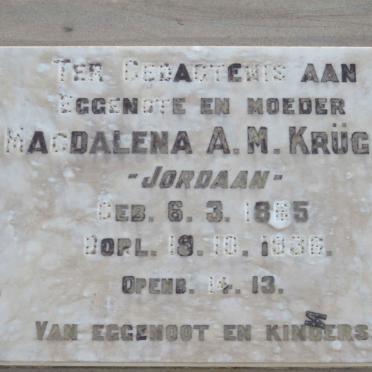 TER GEDAGTENIS AAN
EGGENOTE EN MOEDER
MAGDALENA A. M. KRÜG
- JORDAAN -
GEB. 6. 3. 1865
OORL. 18. 10. 1936.
OPENB. 14. 13.
VAN EGGENOOT EN KINDERS